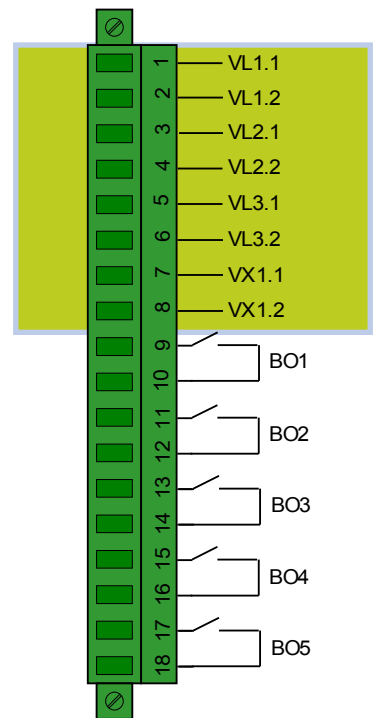 1 VL1.1
2 VL1.2
3 VL2.1
4 VL2.2
5 VL3.1
6 VL3.2
7 VX1.1
8 VX1.2
9
BO1
10
11
BO2
12
13
BO3
14
15
BO4
16
17
BO5
18